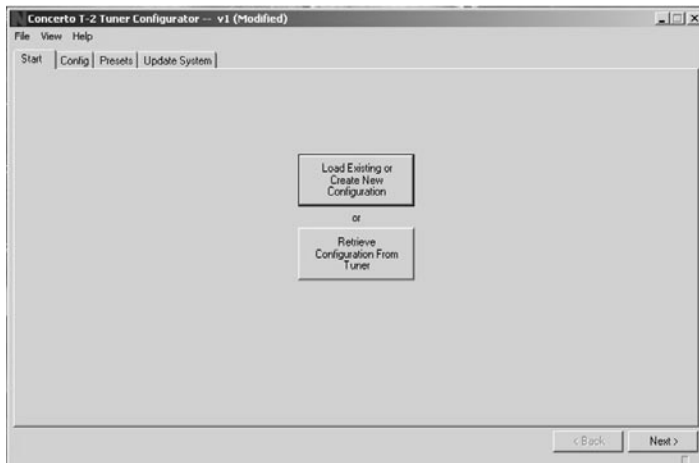 Concerto T-2 Tuner Configurator -- v1 (Modified)
File View Help
Start Config Presets Update System
Load Existing or
Create New
Configuration
or
Retrieve
Configuration From
Tuner
< Back Next >